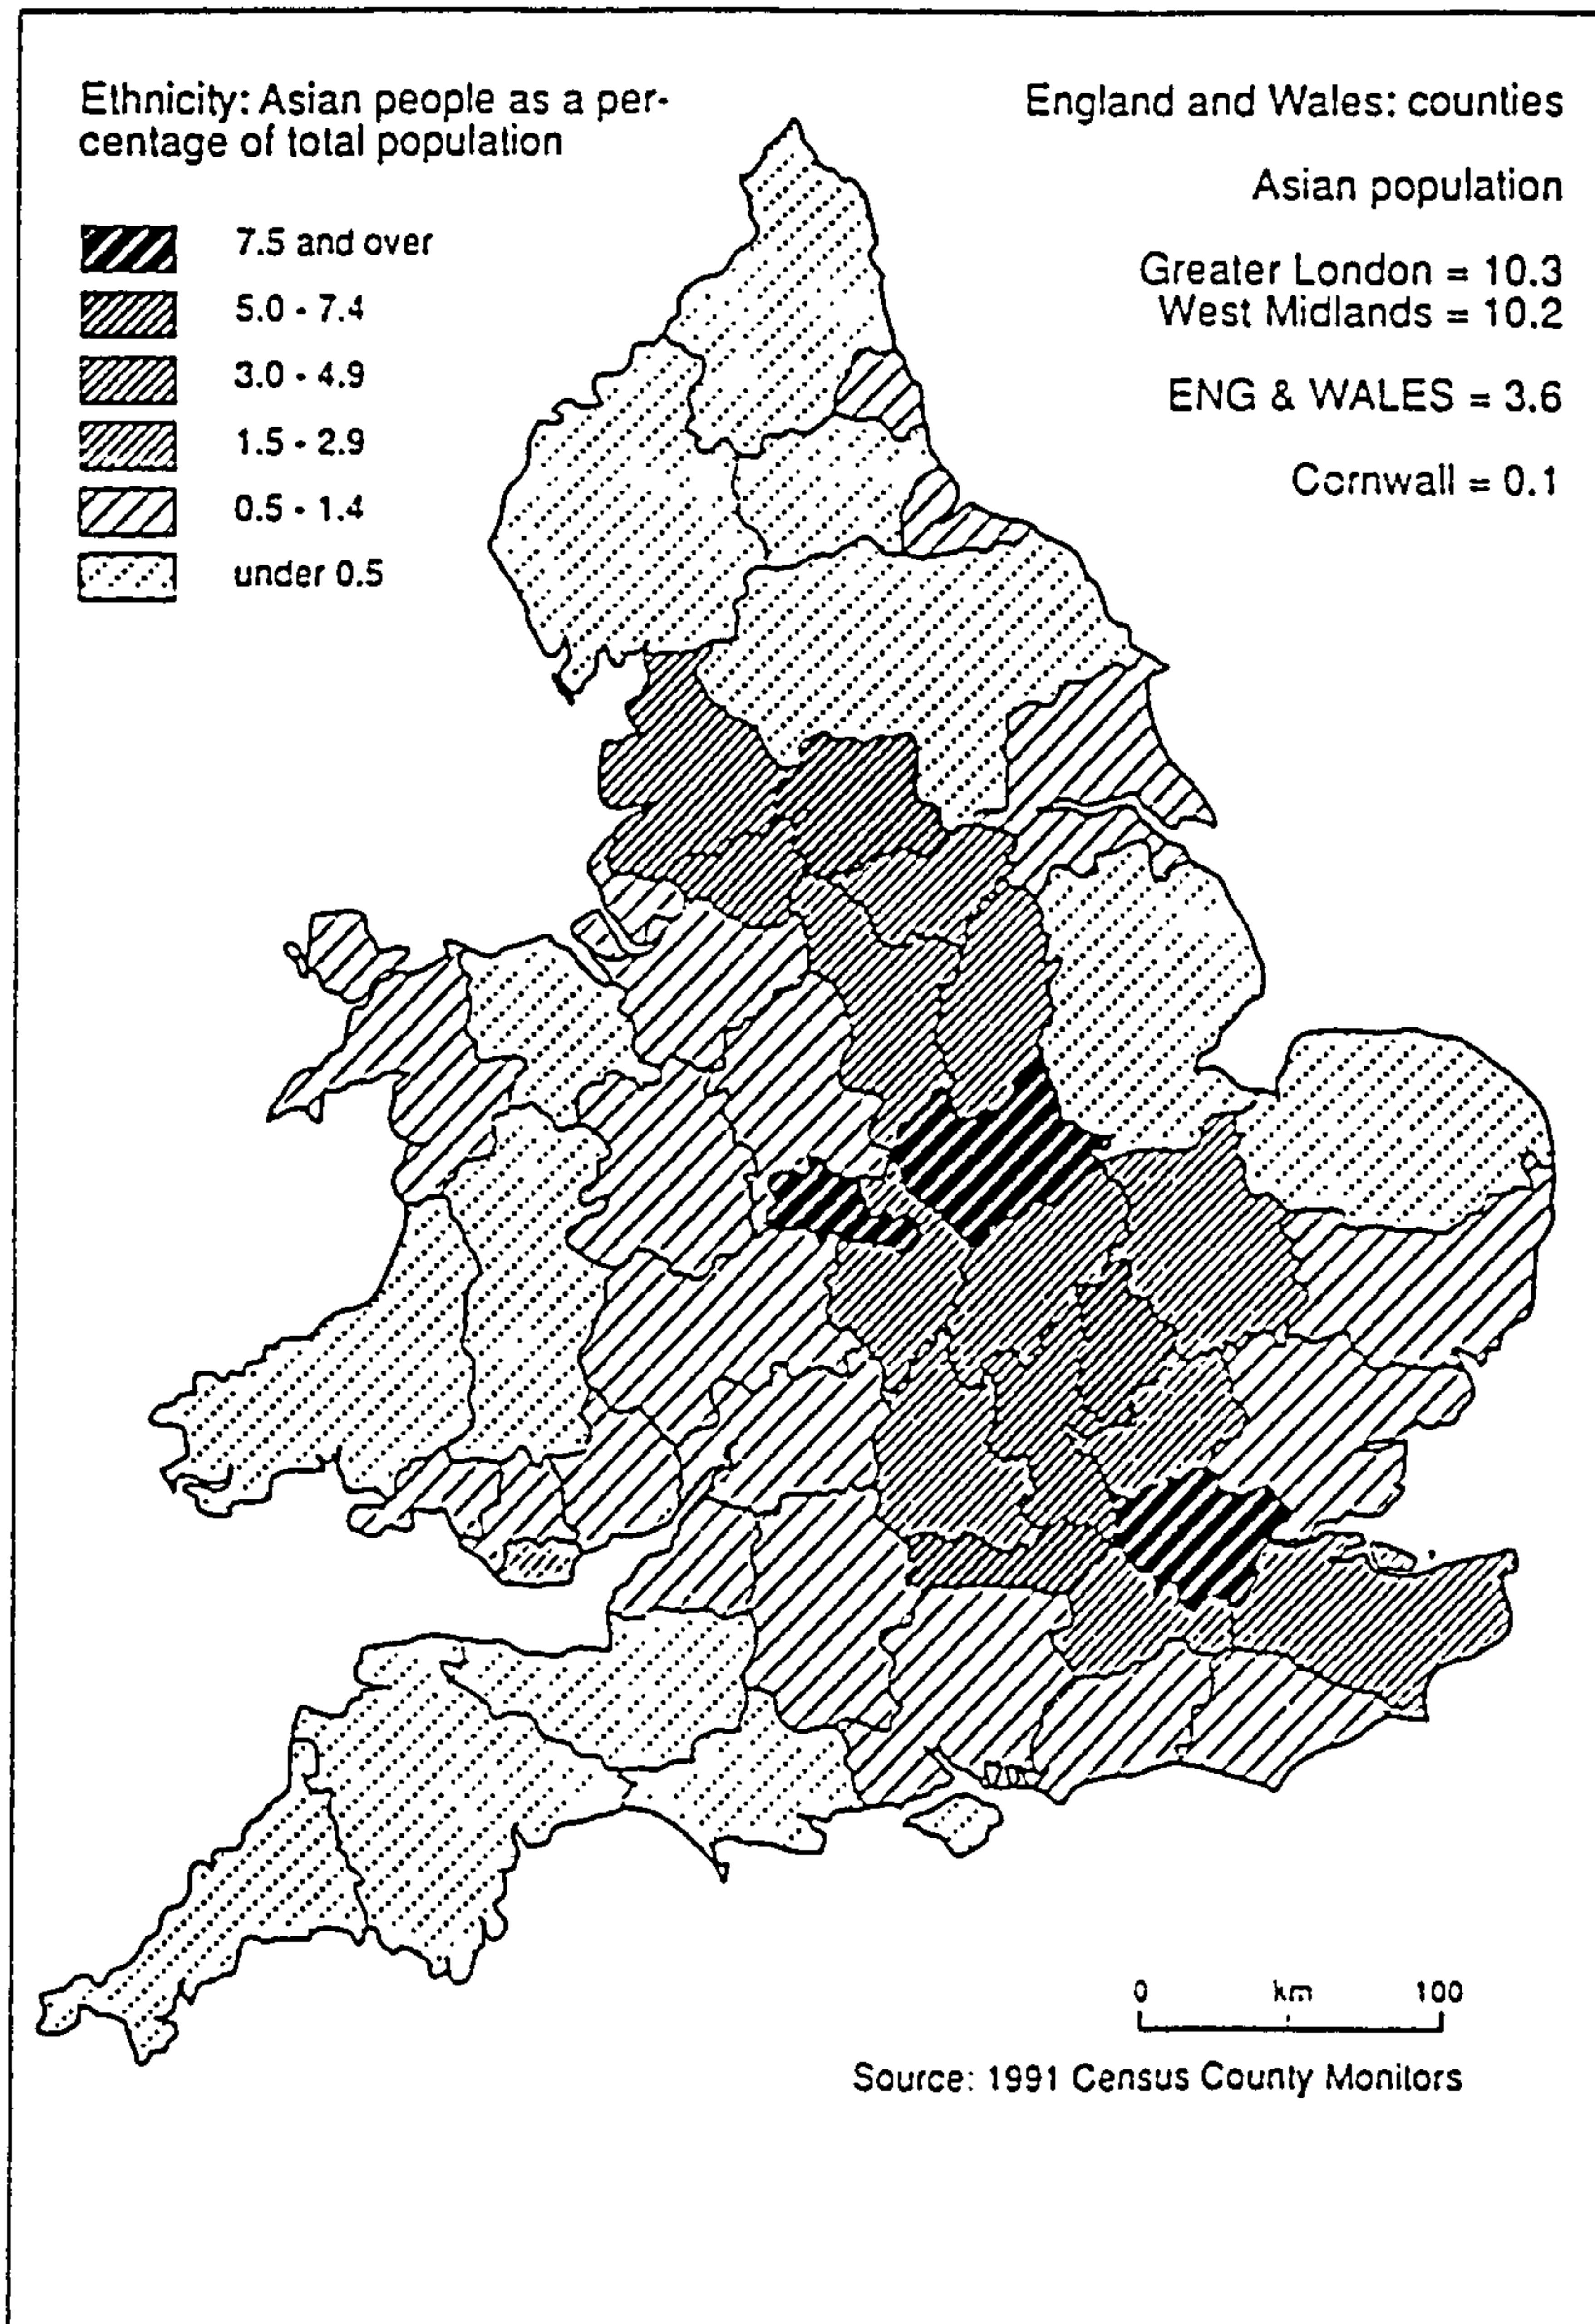 Ethnicity: Asian people as a per-
centage of total population
7.5 and over
5.0 - 7.4
3.0 - 4.9
1.5 - 2.9
0.5 - 1.4
under 0.5
England and Wales: counties
Asian population
Greater London = 10.3
West Midlands = 10.2
ENG & WALES = 3.6
Cornwall = 0.1
0 km 100
Source: 1991 Census County Monitors